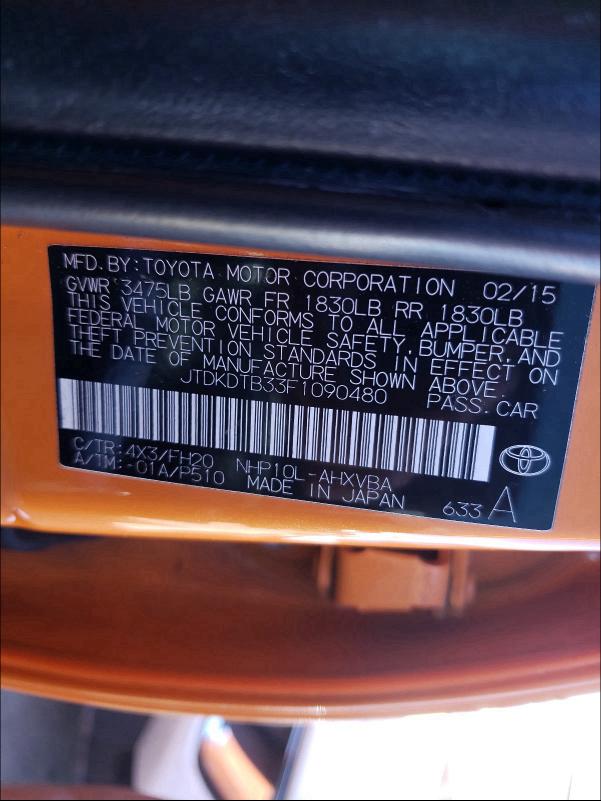 MFD. BY: TOYOTA MOTOR CORPORATION 02/15
GVWR 3475LB GAWR FR 1830LB RR 1830LB
THIS VEHICLE CONFORMS TO ALL APPLICABLE
FEDERAL MOTOR VEHICLE SAFETY, BUMPER, AND
THEFT PREVENTION STANDARDS IN EFFECT ON
THE DATE OF MANUFACTURE SHOWN ABOVE.
JTDKDTB33F1090480 PASS. CAR
C/TR: 4X3/FH20 NHP10L-AHXVBA
A/TM: -01A/P510 MADE IN JAPAN 633 A